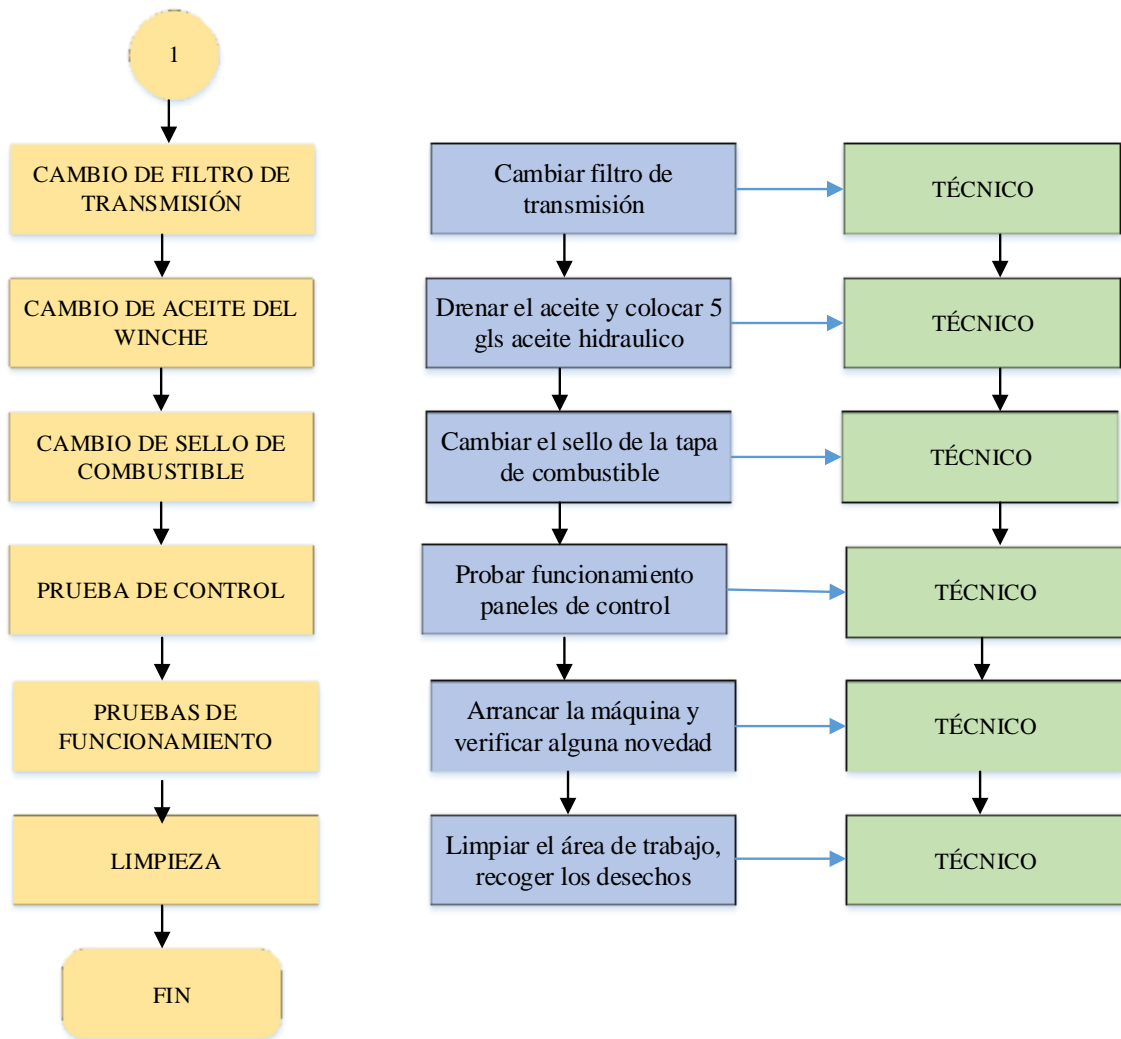 1
CAMBIO DE FILTRO DE
TRANSMISIÓN
Cambiar filtro de
transmisión
TÉCNICO
CAMBIO DE ACEITE DEL
WINCHE
Drenar el aceite y colocar 5
gls aceite hidraulico
TÉCNICO
CAMBIO DE SELLO DE
COMBUSTIBLE
Cambiar el sello de la tapa
de combustible
TÉCNICO
PRUEBA DE CONTROL
Probar funcionamiento
paneles de control
TÉCNICO
PRUEBAS DE
FUNCIONAMIENTO
Arrancar la máquina y
verificar alguna novedad
TÉCNICO
LIMPIEZA
Limpiar el área de trabajo,
recoger los desechos
TÉCNICO
FIN